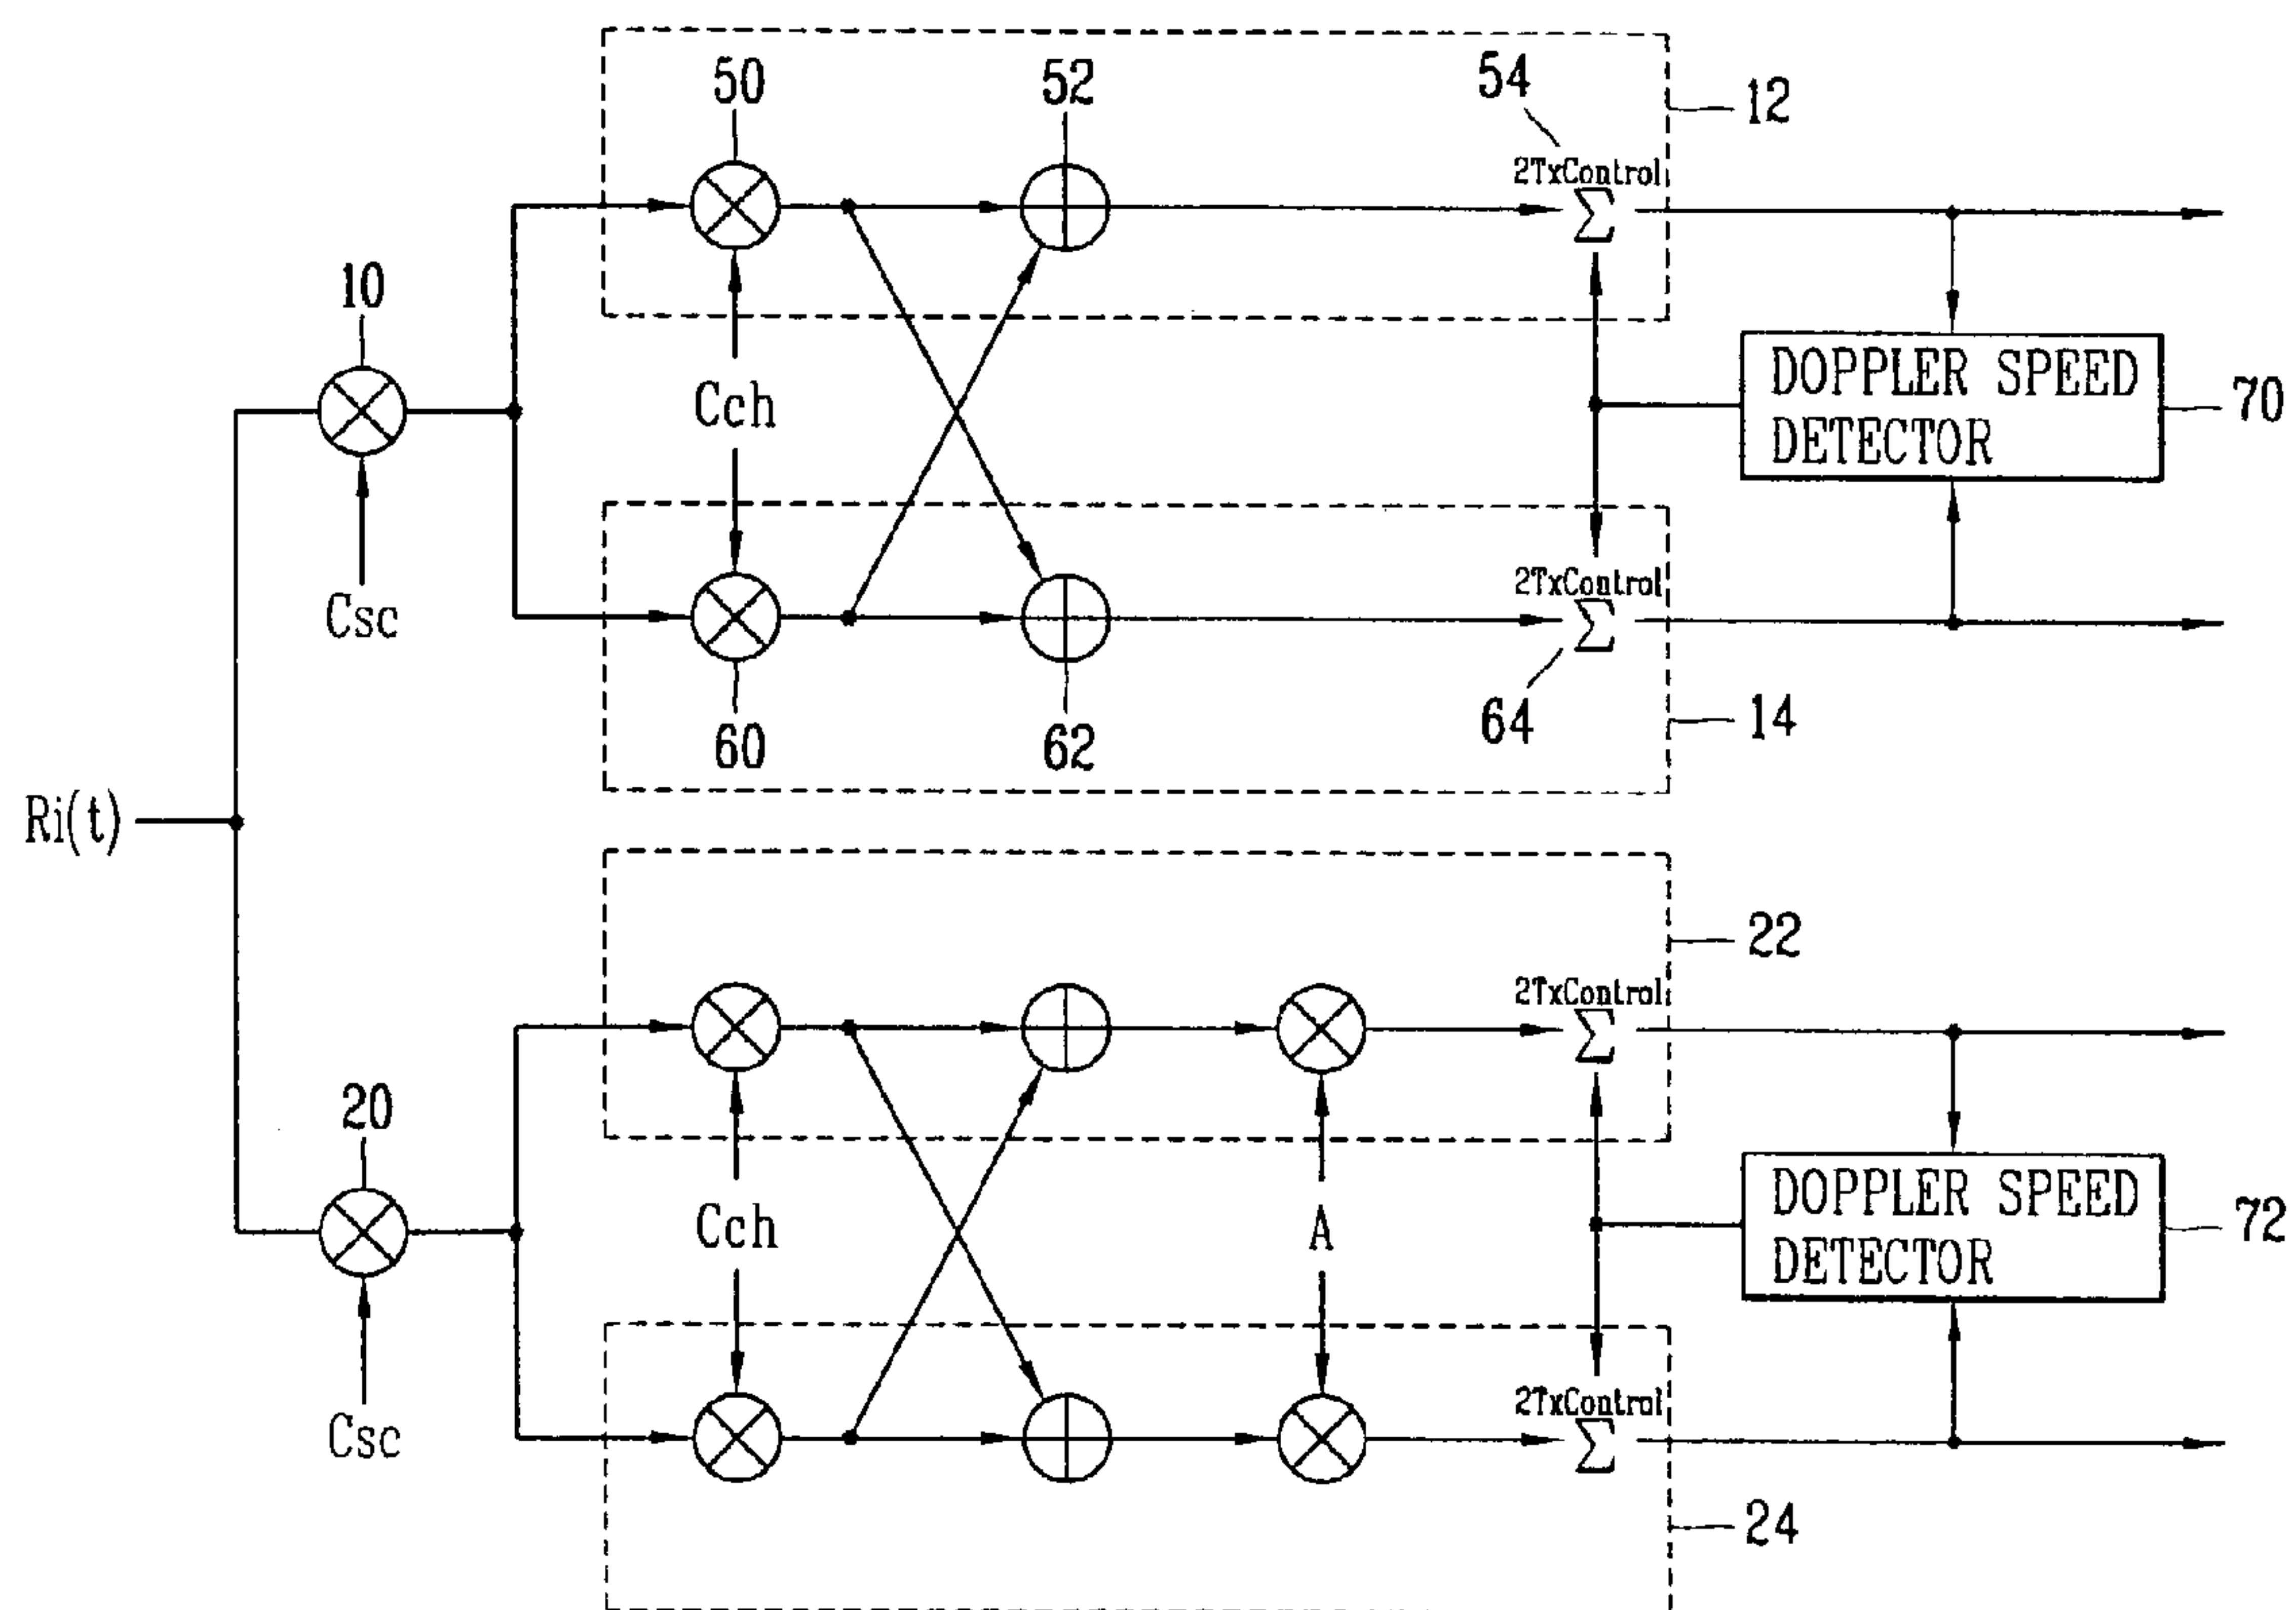 50
52
54
12
2TxControl
Σ
10
Cch
DOPPLER SPEED
DETECTOR
70
Csc
2TxControl
Σ
60
62
64
14
Ri(t)
22
2TxControl
Σ
20
Cch
A
DOPPLER SPEED
DETECTOR
72
Csc
2TxControl
Σ
24